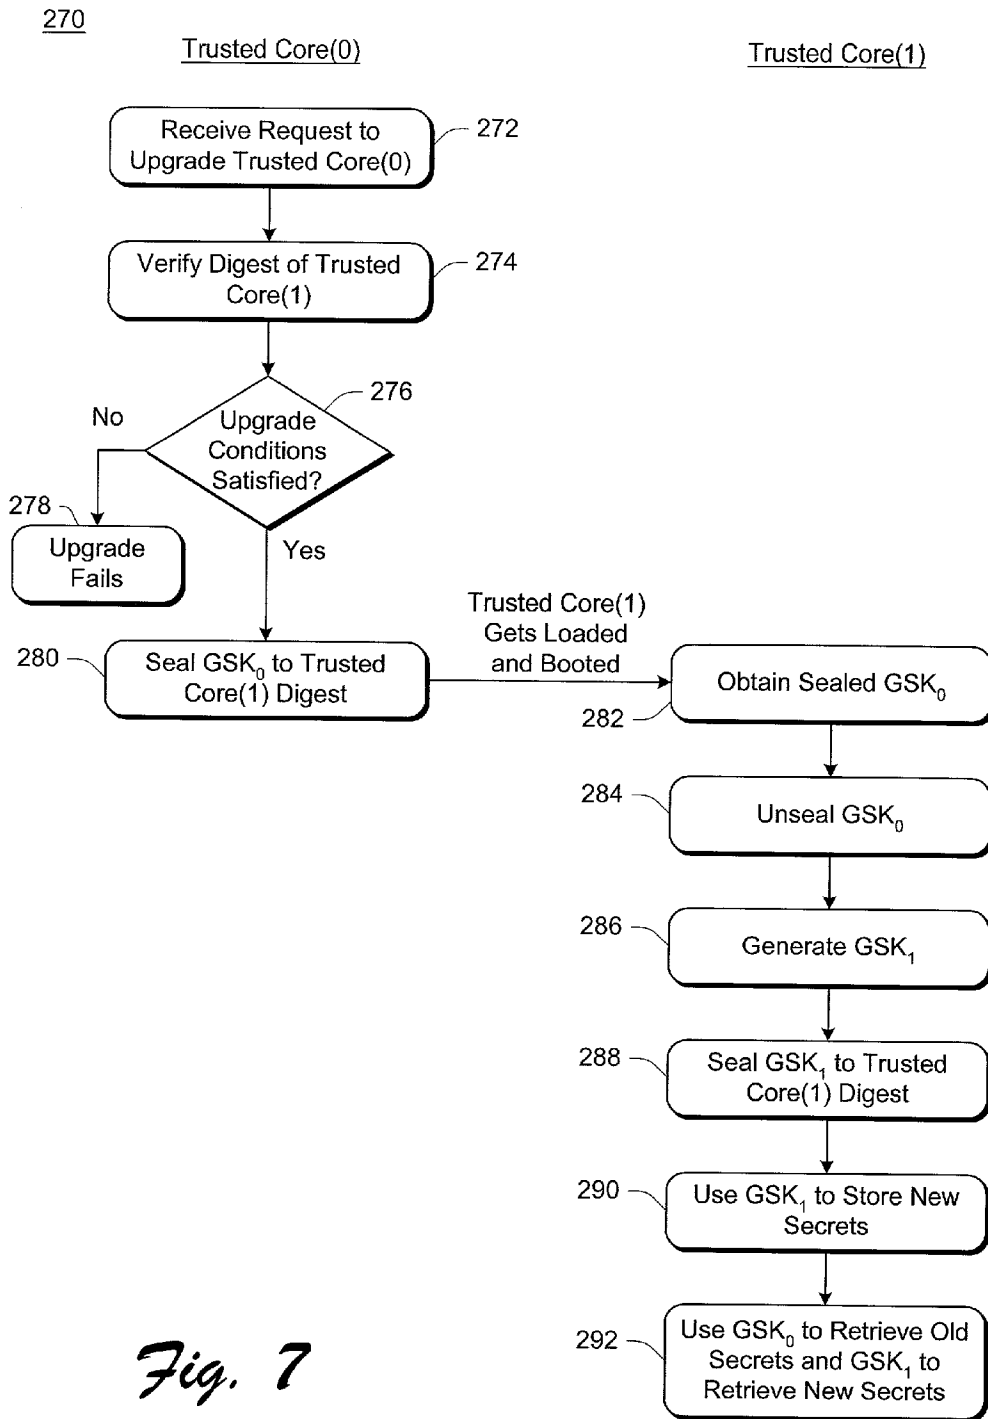 270
Trusted Core(0)
Trusted Core(1)
Receive Request to
Upgrade Trusted Core(0)
272
Verify Digest of Trusted
Core(1)
274
276
No
Upgrade
Conditions
Satisfied?
278
Upgrade
Fails
Yes
Trusted Core(1)
Gets Loaded
and Booted
280
Seal GSK₀ to Trusted
Core(1) Digest
Obtain Sealed GSK₀
282
284
Unseal GSK₀
286
Generate GSK₁
288
Seal GSK₁ to Trusted
Core(1) Digest
290
Use GSK₁ to Store New
Secrets
292
Use GSK₀ to Retrieve Old
Secrets and GSK₁ to
Retrieve New Secrets
Fig. 7